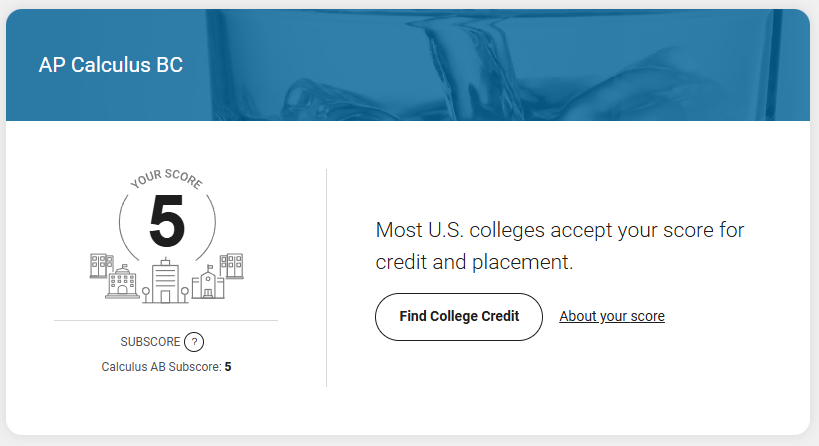 AP Calculus BC
YOUR SCORE
5
SUBSCORE ?
Calculus AB Subscore: 5
Most U.S. colleges accept your score for
credit and placement.
Find College Credit
About your score